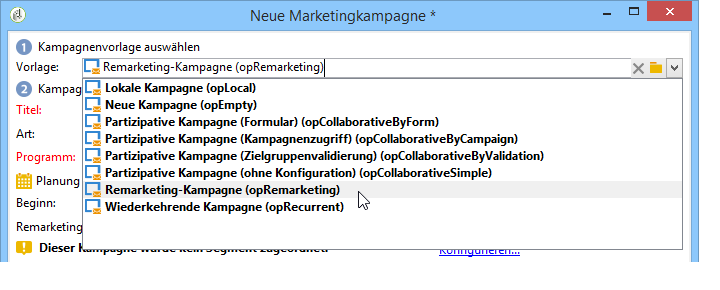 Neue Marketingkampagne *
1 Kampagnenvorlage auswählen
Vorlage: Remarketing-Kampagne (opRemarketing)
2 Kampag
Lokale Kampagne (opLocal)
Titel:
Neue Kampagne (opEmpty)
Partizipative Kampagne (Formular) (opCollaborativeByForm)
Art:
Partizipative Kampagne (Kampagnenzugriff) (opCollaborativeByCampaign)
Programm:
Partizipative Kampagne (Zielgruppenvalidierung) (opCollaborativeByValidation)
Partizipative Kampagne (ohne Konfiguration) (opCollaborativeSimple)
Planung
Remarketing-Kampagne (opRemarketing)
Beginn:
Wiederkehrende Kampagne (opRecurrent)
Remarketing
Dieser Kampagne wurde kein Segment zugeordnet! Konfigurieren...